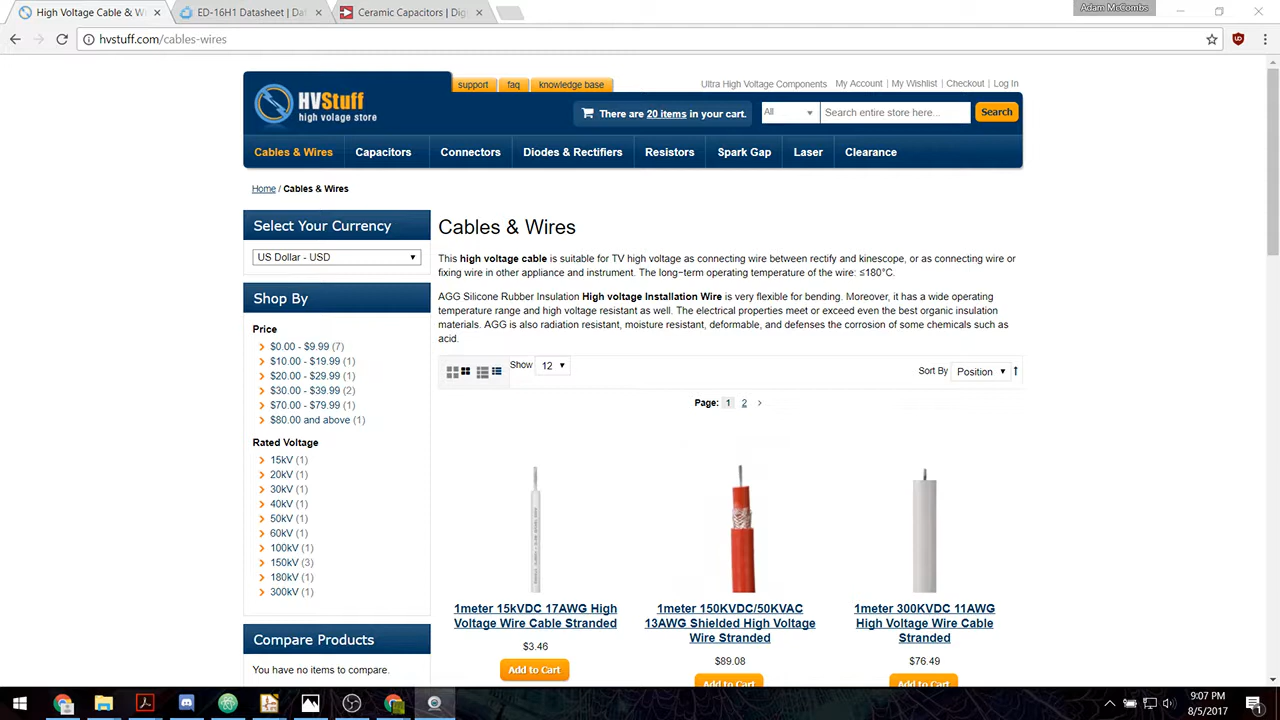 High Voltage Cable & W
ED-16H1 Datasheet | Da
Ceramic Capacitors | Dig
Adam McCombs
hvstuff.com/cables-wires
support
faq
knowledge base
Ultra High Voltage Components
My Account
My Wishlist
Checkout
Log In
HVStuff
high volage store
There are 20 items in your cart.
All
Search entire store here...
Search
Cables & Wires
Capacitors
Connectors
Diodes & Rectifiers
Resistors
Spark Gap
Laser
Clearance
Home / Cables & Wires
Select Your Currency
US Dollar - USD
Shop By
Price
$0.00 - $9.99 (7)
$10.00 - $19.99 (1)
$20.00 - $29.99 (1)
$30.00 - $39.99 (2)
$70.00 - $79.99 (1)
$80.00 and above (1)
Rated Voltage
15kV (1)
20kV (1)
30kV (1)
40kV (1)
50kV (1)
60kV (1)
100kV (1)
150kV (3)
180kV (1)
300kV (1)
Compare Products
You have no items to compare.
Cables & Wires
This high voltage cable is suitable for TV high voltage as connecting wire between rectify and kinescope, or as connecting wire or
fixing wire in other appliance and instrument. The long−term operating temperature of the wire: ≤180°C.
AGG Silicone Rubber Insulation High voltage Installation Wire is very flexible for bending. Moreover, it has a wide operating
temperature range and high voltage resistant as well. The electrical properties meet or exceed even the best organic insulation
materials. AGG is also radiation resistant, moisture resistant, deformable, and defenses the corrosion of some chemicals such as
acid.
Show 12
Sort By Position
Page: 1 2 >
1meter 15kVDC 17AWG High
Voltage Wire Cable Stranded
$3.46
Add to Cart
1meter 150KVDC/50KVAC
13AWG Shielded High Voltage
Wire Stranded
$89.08
Add to Cart
1meter 300KVDC 11AWG
High Voltage Wire Cable
Stranded
$76.49
Add to Cart
9:07 PM
8/5/2017
1